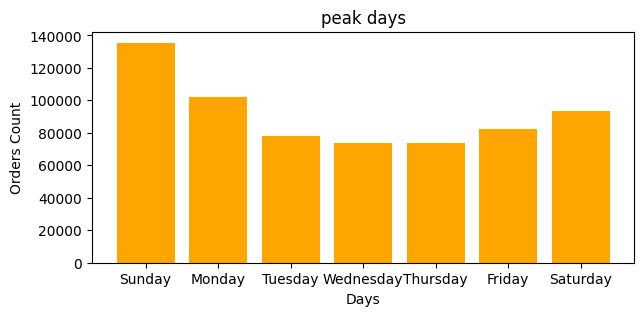 peak days
140000
120000
100000
80000
60000
40000
20000
0
Orders Count
Sunday Monday Tuesday Wednesday Thursday Friday Saturday
Days